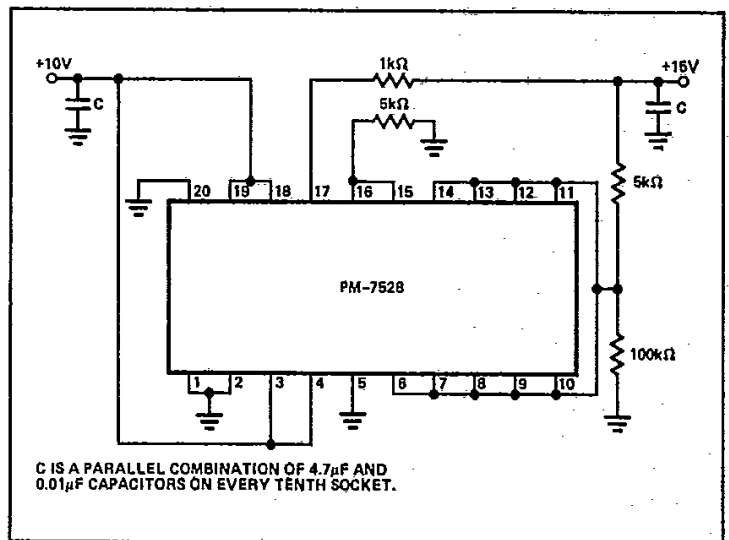 +10V
C
1kΩ
+15V
C
5kΩ
5kΩ
20 19 18 17 16 15 14 13 12 11
PM-7528
100kΩ
1 2 3 4 5 6 7 8 9 10
C IS A PARALLEL COMBINATION OF 4.7µF AND
0.01µF CAPACITORS ON EVERY TENTH SOCKET.